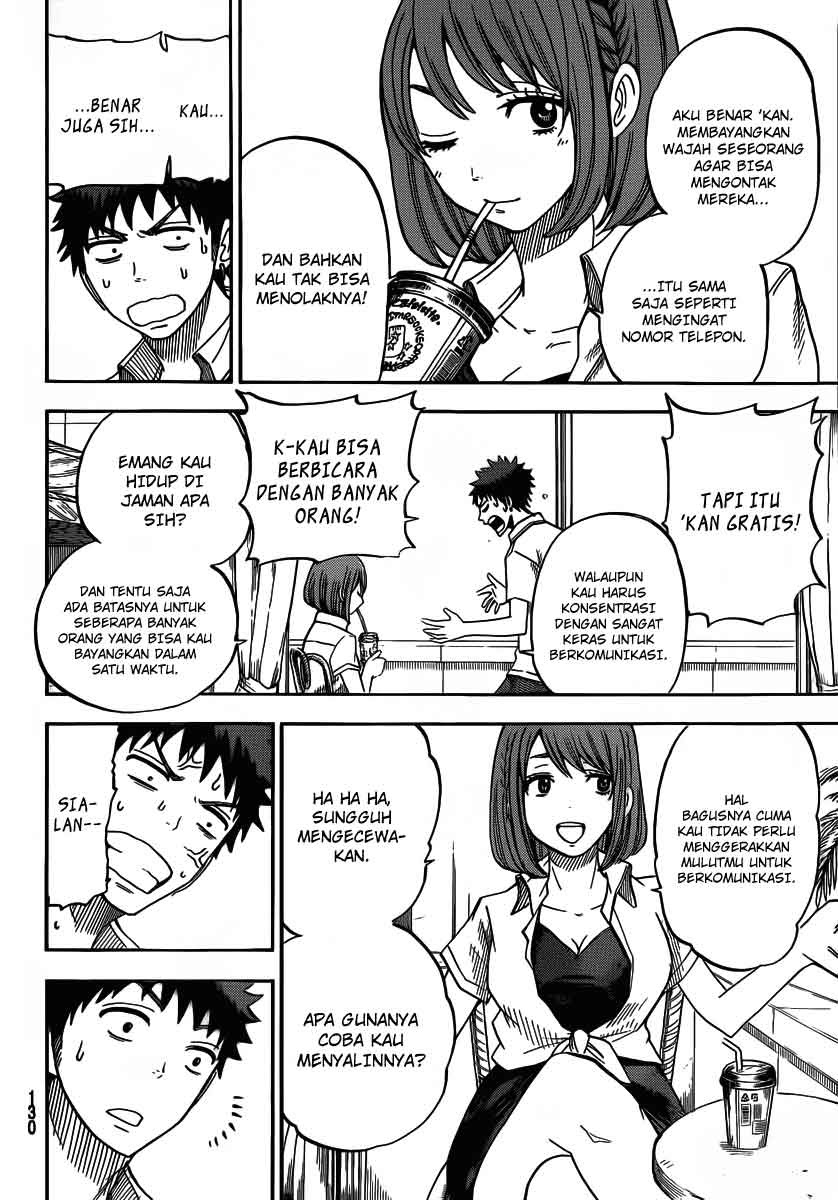 AKU BENAR 'KAN.
MEMBAYANGKAN
WAJAH SESEORANG
AGAR BISA
MENGONTAK
MEREKA...
...ITU SAMA
SAJA SEPERTI
MENGINGAT
NOMOR TELEPON.
DAN BAHKAN
KAU TAK BISA
MENOLAKNYA!
KAU...
...BENAR
JUGA SIH...
TAPI ITU
'KAN GRATIS!
WALAUPUN
KAU HARUS
KONSENTRASI
DENGAN SANGAT
KERAS UNTUK
BERKOMUNIKASI.
K-KAU BISA
BERBICARA
DENGAN BANYAK
ORANG!
EMANG KAU
HIDUP DI
JAMAN APA
SIH?
DAN TENTU SAJA
ADA BATASNYA UNTUK
SEBERAPA BANYAK
ORANG YANG BISA KAU
BAYANGKAN DALAM
SATU WAKTU.
HAL
BAGUSNYA CUMA
KAU TIDAK PERLU
MENGGERAKKAN
MULUTMU UNTUK
BERKOMUNIKASI.
HA HA HA,
SUNGGUH
MENGECEWA-
KAN.
APA GUNANYA
COBA KAU
MENYALINNYA?
SIA-
LAN--
130